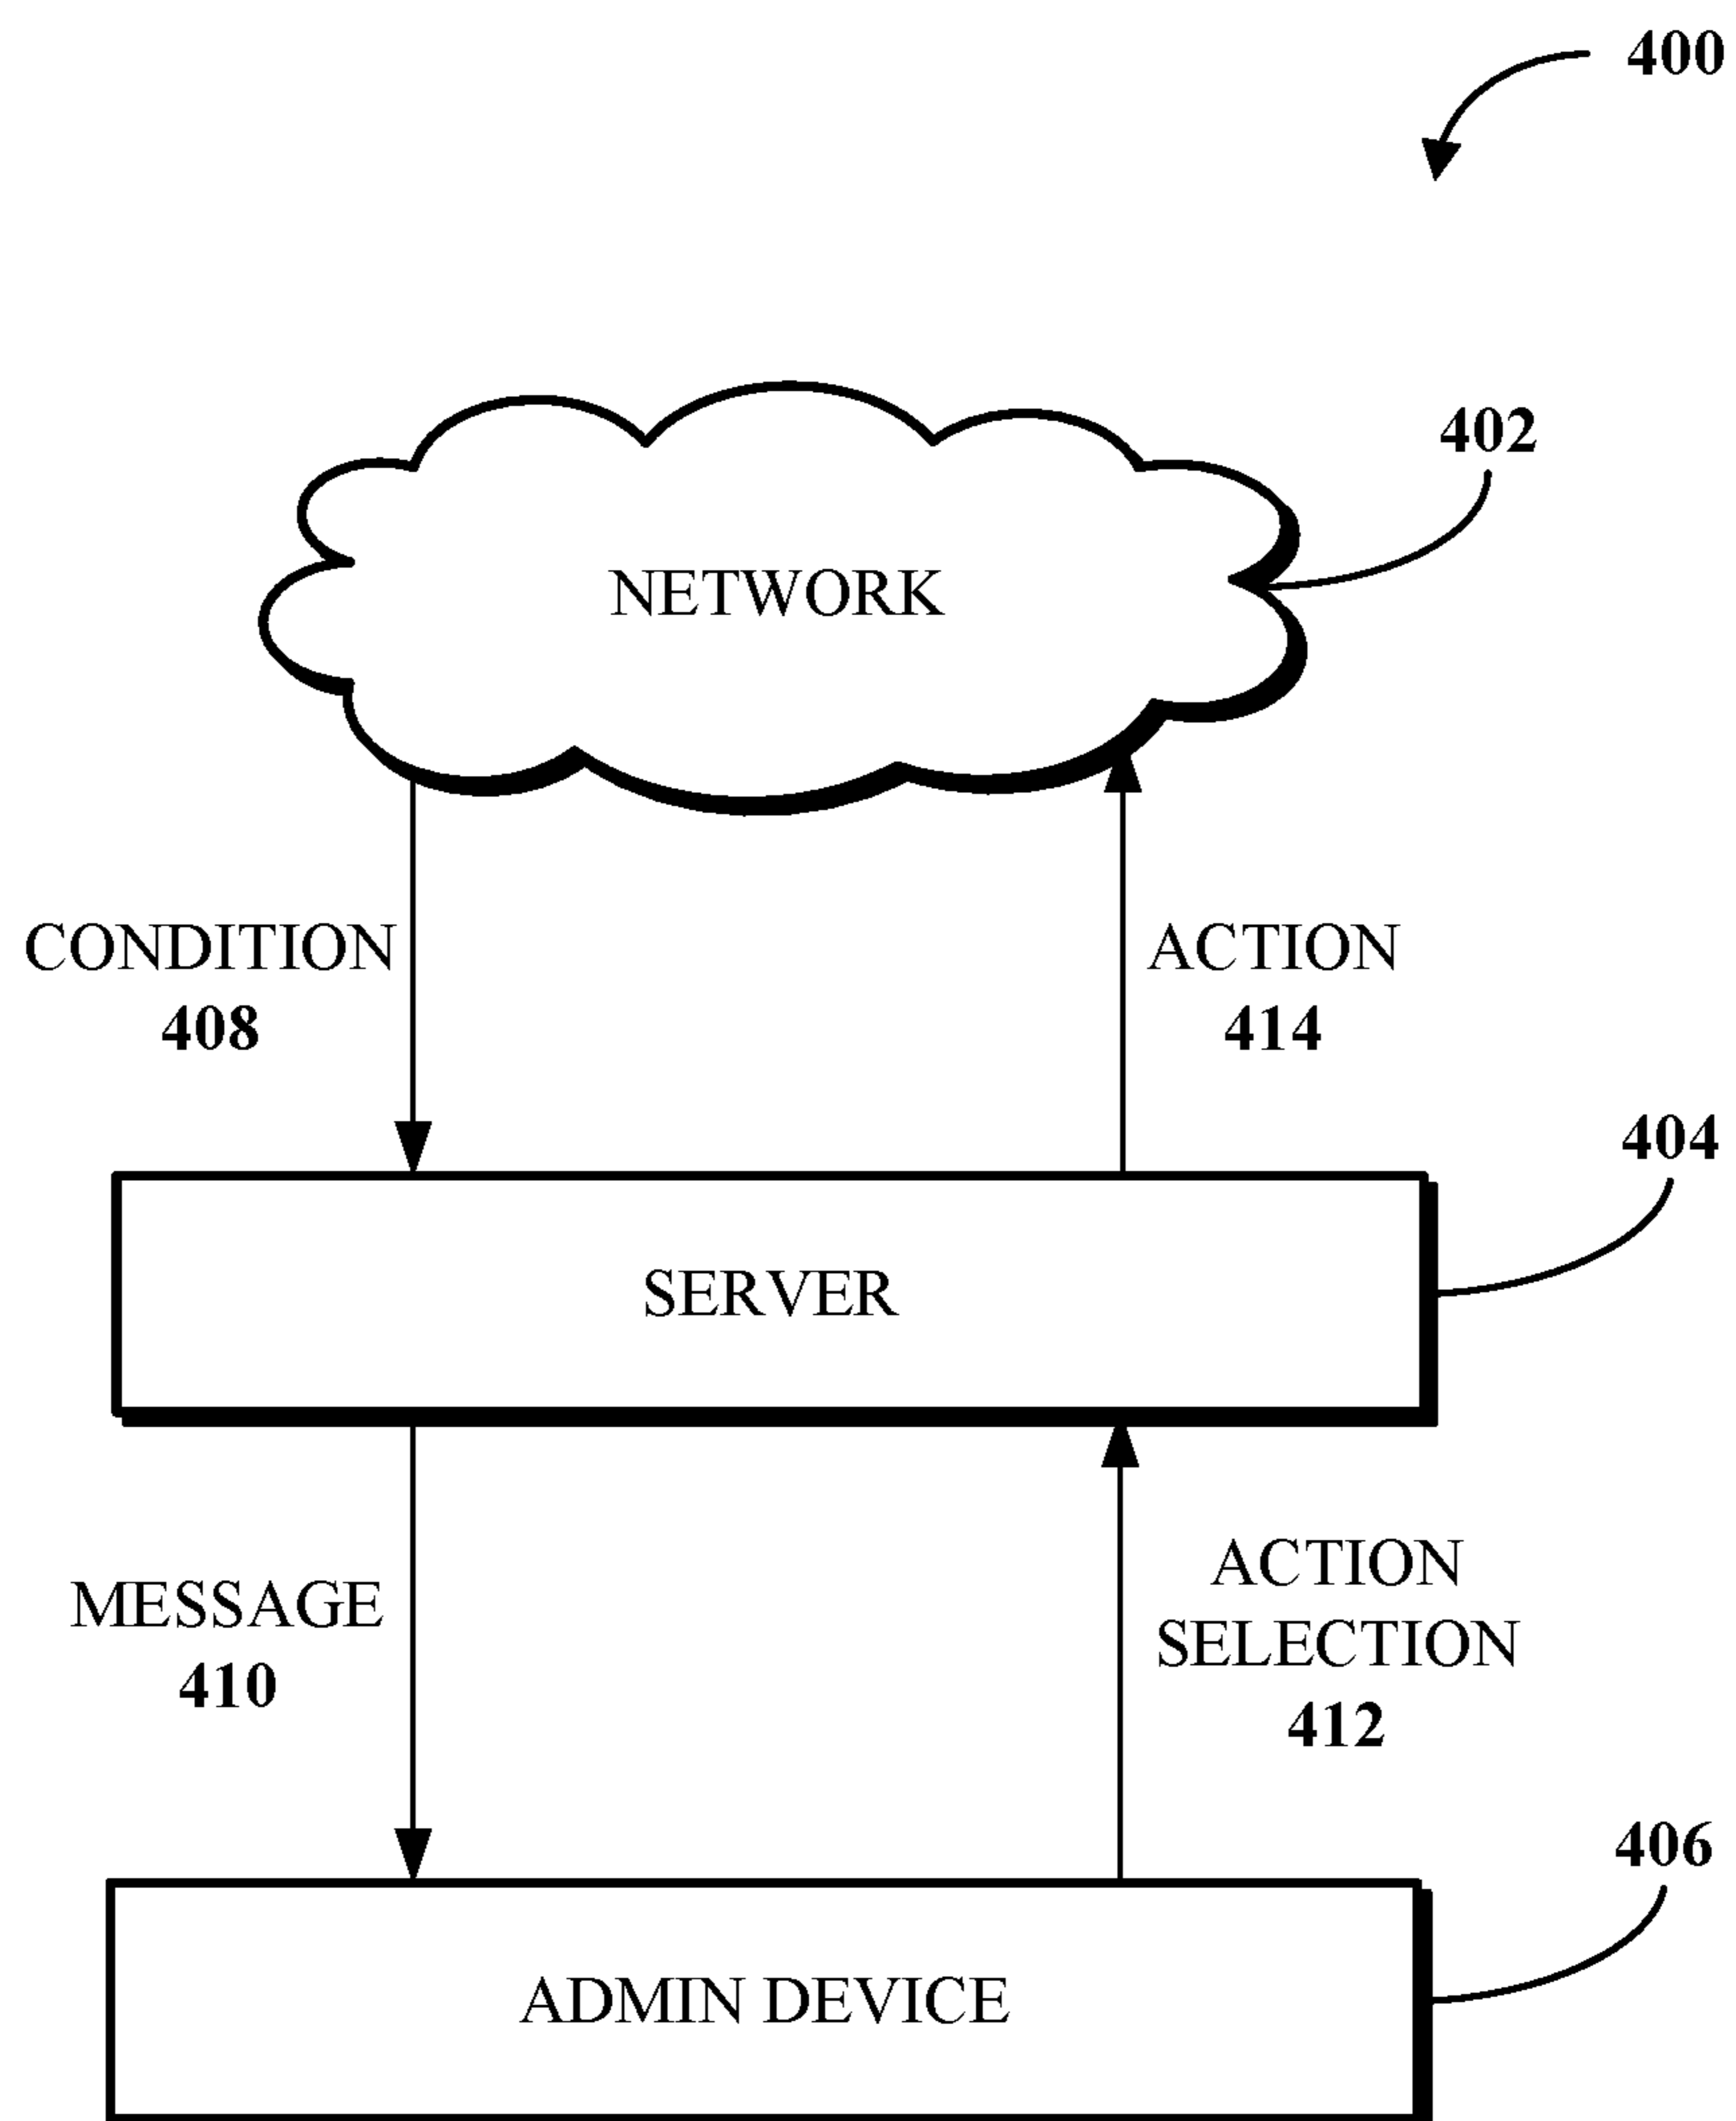 400
402
NETWORK
CONDITION
408
ACTION
414
404
SERVER
MESSAGE
410
ACTION
SELECTION
412
406
ADMIN DEVICE